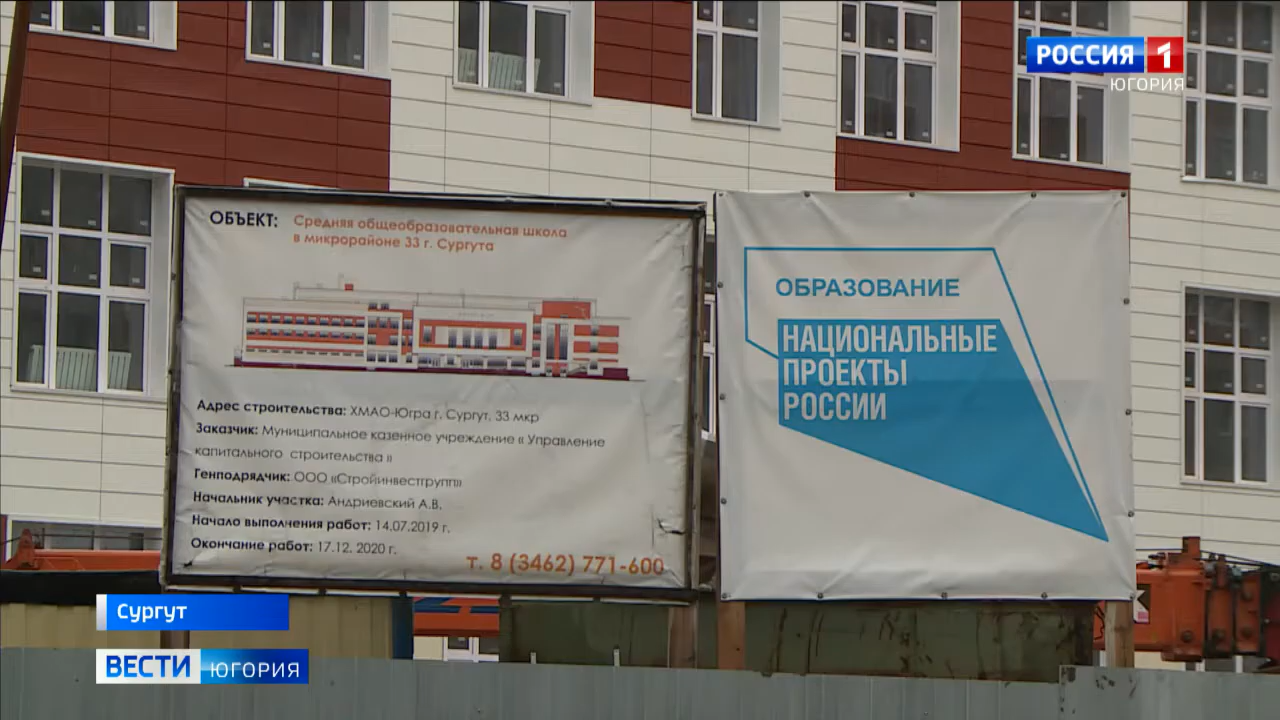 РОССИЯ 1
ЮГОРИЯ
ОБЪЕКТ: Средняя общеобразовательная школа
в микрорайоне 33 г. Сургута
Адрес строительства: ХМАО-Югра г. Сургут, 33 мкр
Заказчик: Муниципальное казенное учреждение « Управление
капитального строительства »
Генподрядчик: ООО «Стройинвестгрупп»
Начальник участка: Андриевский А.В.
Начало выполнения работ: 14.07.2019 г.
Окончание работ: 17.12. 2020 г.
т. 8 (3462) 771-600
ОБРАЗОВАНИЕ
НАЦИОНАЛЬНЫЕ
ПРОЕКТЫ
РОССИИ
Сургут
ВЕСТИ ЮГОРИЯ